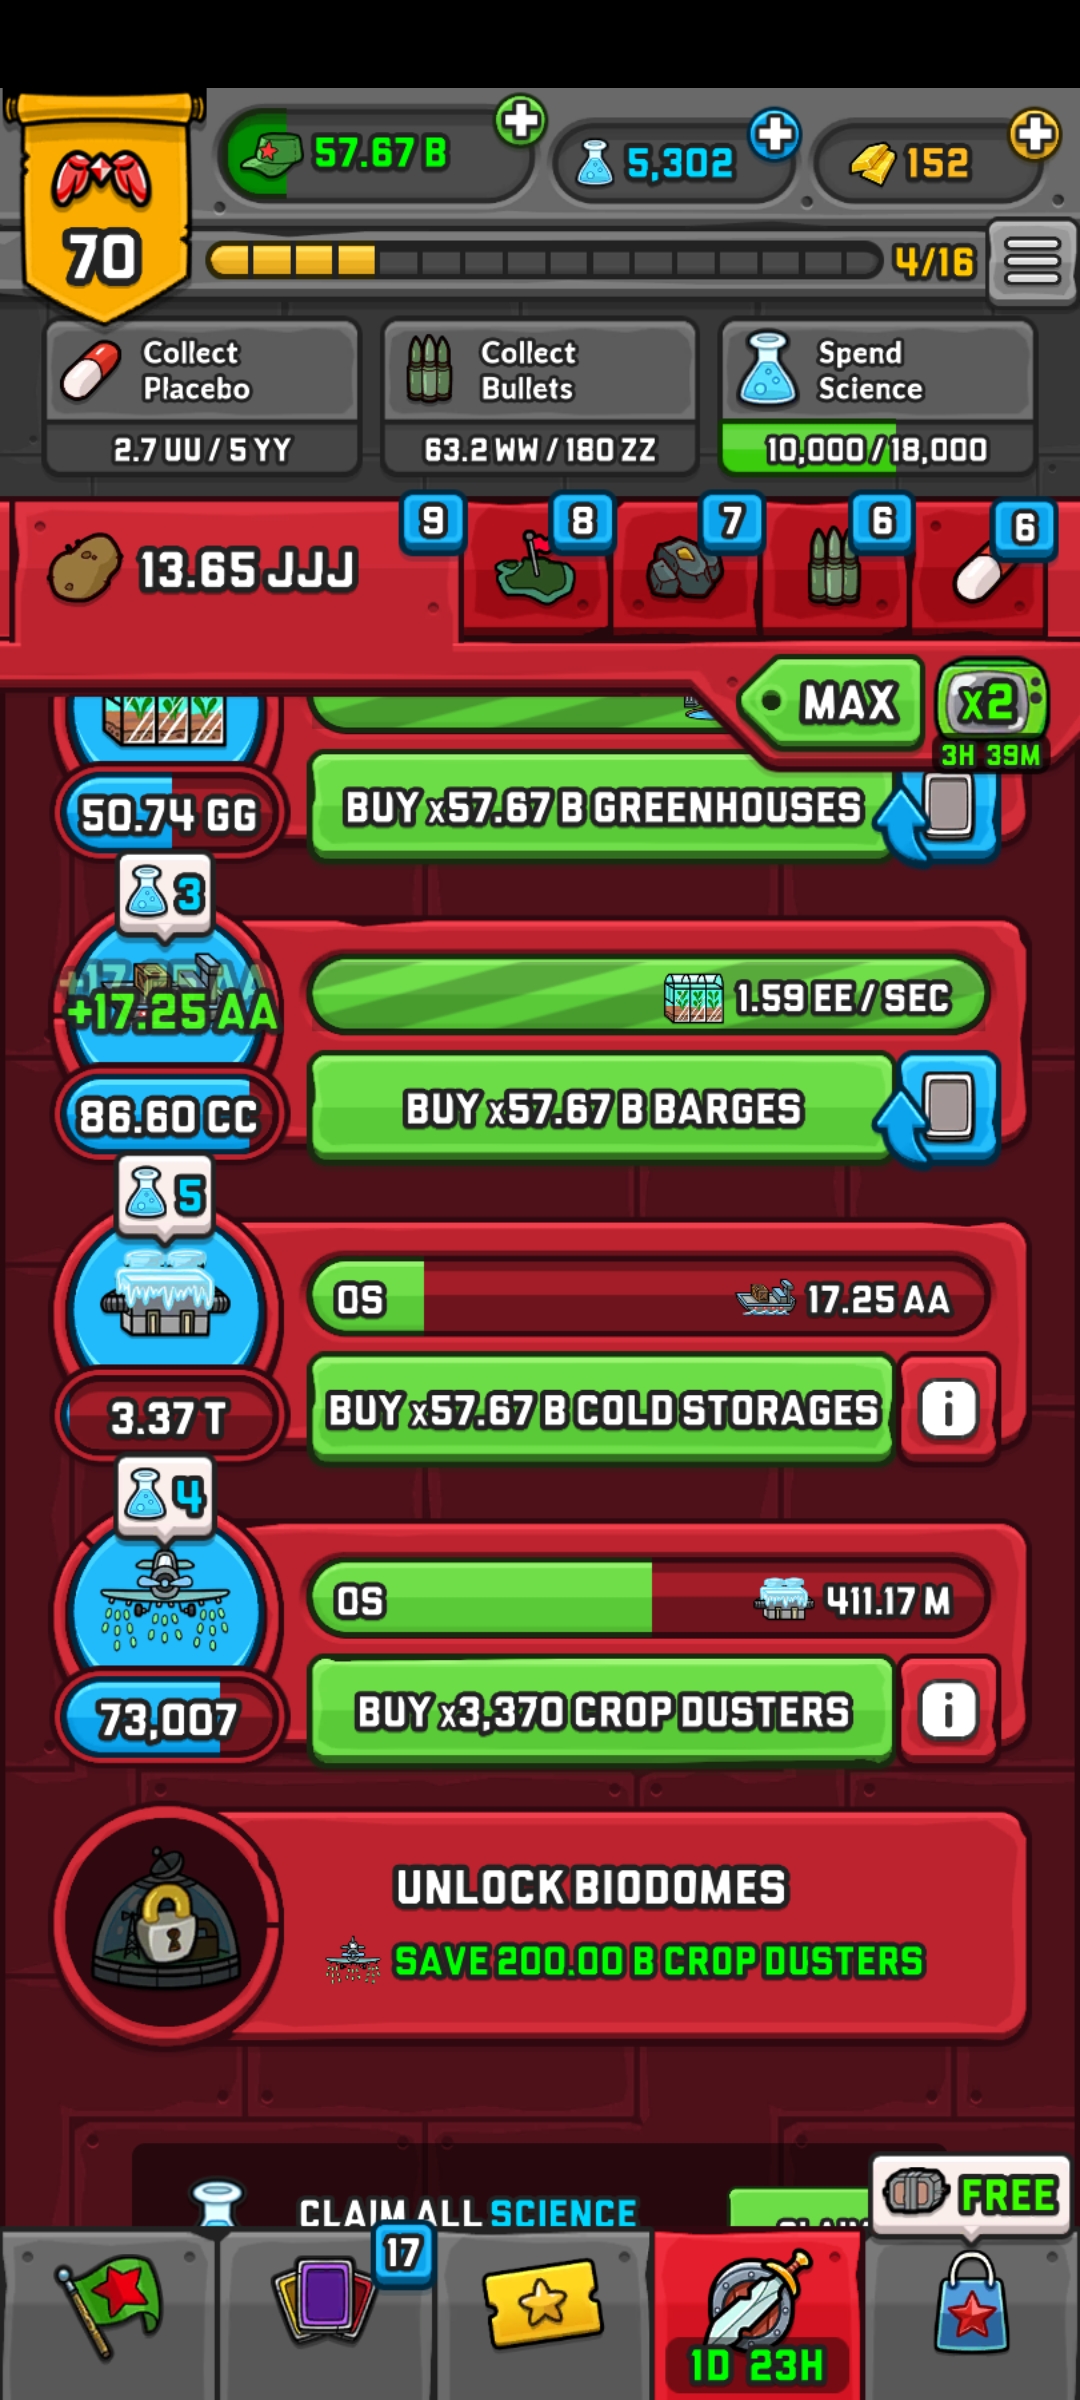 57.67 B
5,302
152
70
4/16
Collect
Placebo
2.7 UU / 5 YY
Collect
Bullets
63.2 WW / 180 ZZ
Spend
Science
10,000 / 18,000
13.65 JJJ
9
8
7
6
6
MAX
x2
3H 39M
50.74 GG
BUY x57.67 B GREENHOUSES
3
+17.25 AA
1.59 EE / SEC
86.60 CC
BUY x57.67 B BARGES
5
0S
17.25 AA
3.37 T
BUY x57.67 B COLD STORAGES
4
0S
411.17 M
73,007
BUY x3,370 CROP DUSTERS
UNLOCK BIODOMES
SAVE 200.00 B CROP DUSTERS
CLAIM ALL SCIENCE
FREE
17
1D 23H